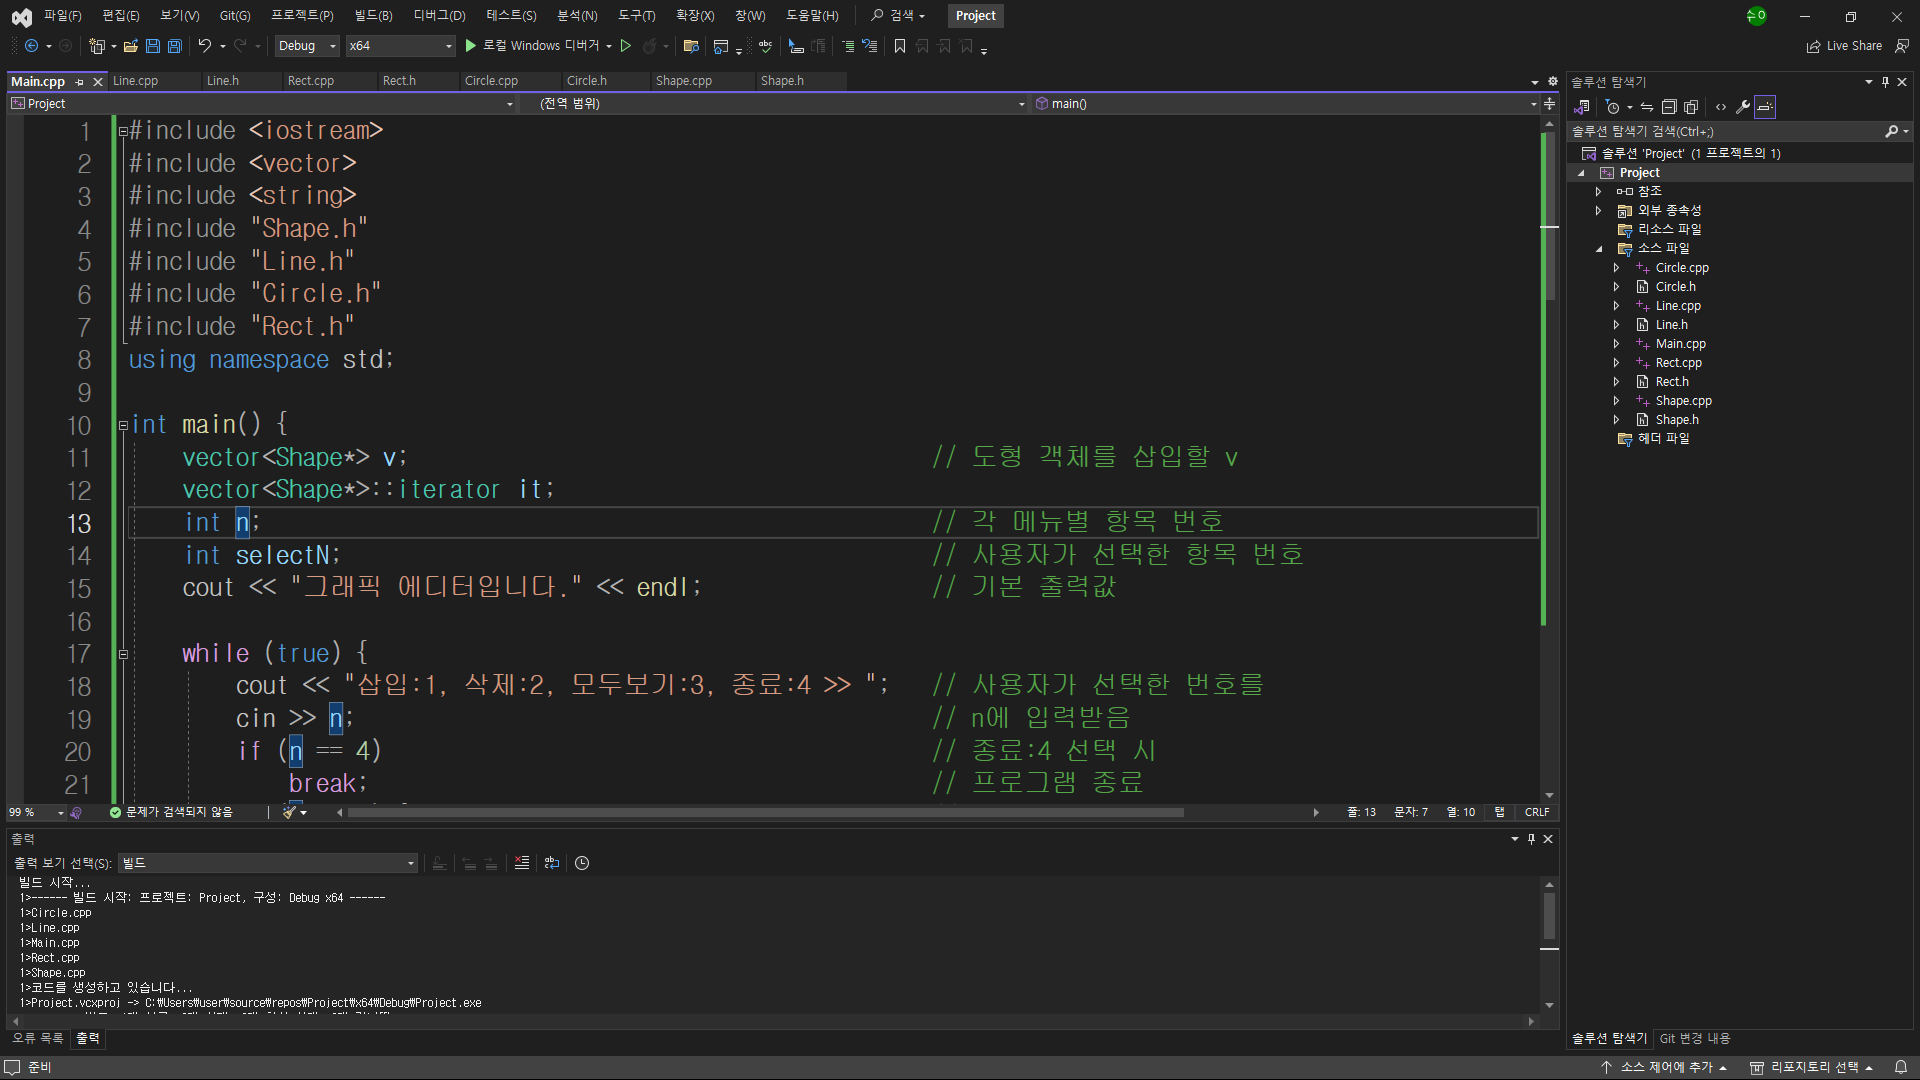 파일(F) 편집(E) 보기(V) Git(G) 프로젝트(P) 빌드(B) 디버그(D) 테스트(S) 분석(N) 도구(T) 확장(X) 창(W) 도움말(H) 검색 Project 순0
Debug x64 로컬 Windows 디버거 Live Share
Main.cpp Line.cpp Line.h Rect.cpp Rect.h Circle.cpp Circle.h Shape.cpp Shape.h
Project (전역 범위) main()
1 #include <iostream>
2 #include <vector>
3 #include <string>
4 #include "Shape.h"
5 #include "Line.h"
6 #include "Circle.h"
7 #include "Rect.h"
8 using namespace std;
9
10 int main() {
11 vector<Shape*> v; // 도형 객체를 삽입할 v
12 vector<Shape*>::iterator it;
13 int n; // 각 메뉴별 항목 번호
14 int selectN; // 사용자가 선택한 항목 번호
15 cout << "그래픽 에디터입니다." << endl; // 기본 출력값
16
17 while (true) {
18 cout << "삽입:1, 삭제:2, 모두보기:3, 종료:4 >> "; // 사용자가 선택한 번호를
19 cin >> n; // n에 입력받음
20 if (n == 4) // 종료:4 선택 시
21 break; // 프로그램 종료
99 % 문제가 검색되지 않음 줄: 13 문자: 7 열: 10 탭 CRLF
출력
출력 보기 선택(S): 빌드
빌드 시작...
1>------ 빌드 시작: 프로젝트: Project, 구성: Debug x64 ------
1>Circle.cpp
1>Line.cpp
1>Main.cpp
1>Rect.cpp
1>Shape.cpp
1>코드를 생성하고 있습니다...
1>Project.vcxproj -> C:₩Users₩user₩source₩repos₩Project₩x64₩Debug₩Project.exe
오류 목록 출력
솔루션 탐색기
솔루션 탐색기 검색(Ctrl+;)
솔루션 'Project' (1 프로젝트의 1)
Project
참조
외부 종속성
리소스 파일
소스 파일
Circle.cpp
Circle.h
Line.cpp
Line.h
Main.cpp
Rect.cpp
Rect.h
Shape.cpp
Shape.h
헤더 파일
솔루션 탐색기 Git 변경 내용
준비 소스 제어에 추가 리포지토리 선택